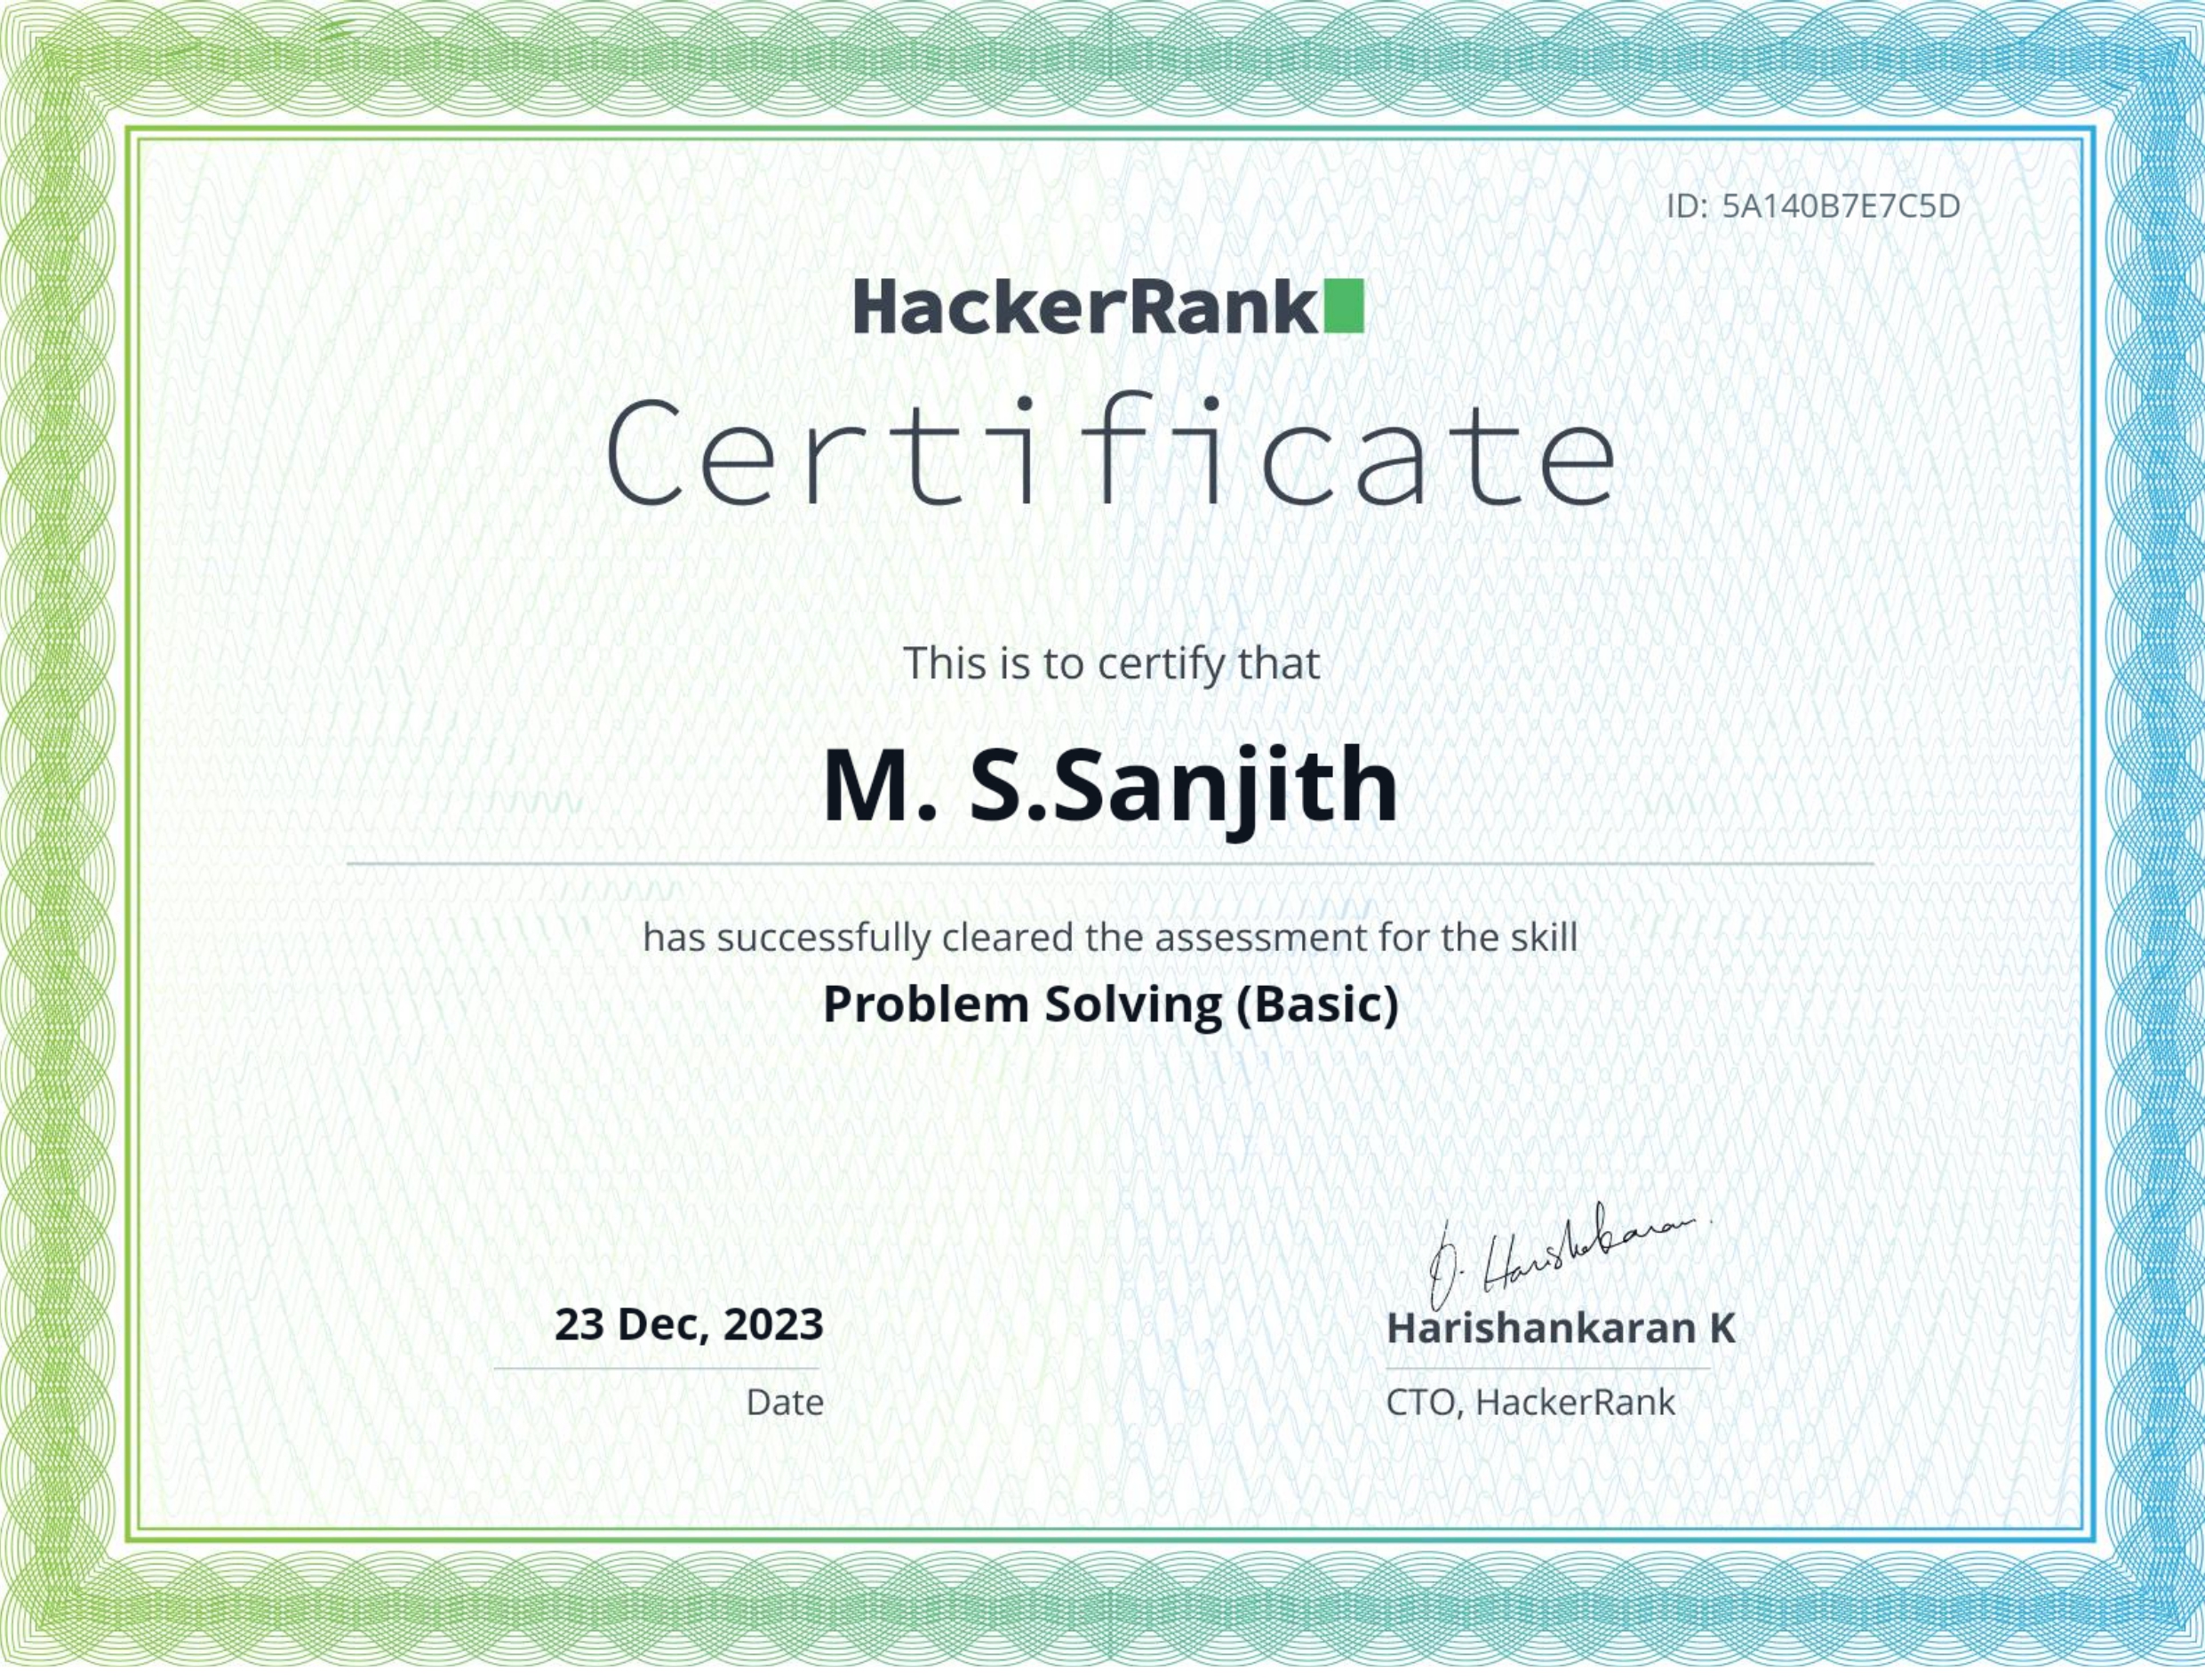 ID: 5A140B7E7C5D
HackerRank
Certificate
This is to certify that
M. S.Sanjith
has successfully cleared the assessment for the skill
Problem Solving (Basic)
23 Dec, 2023
Date
Harishankaran K
CTO, HackerRank